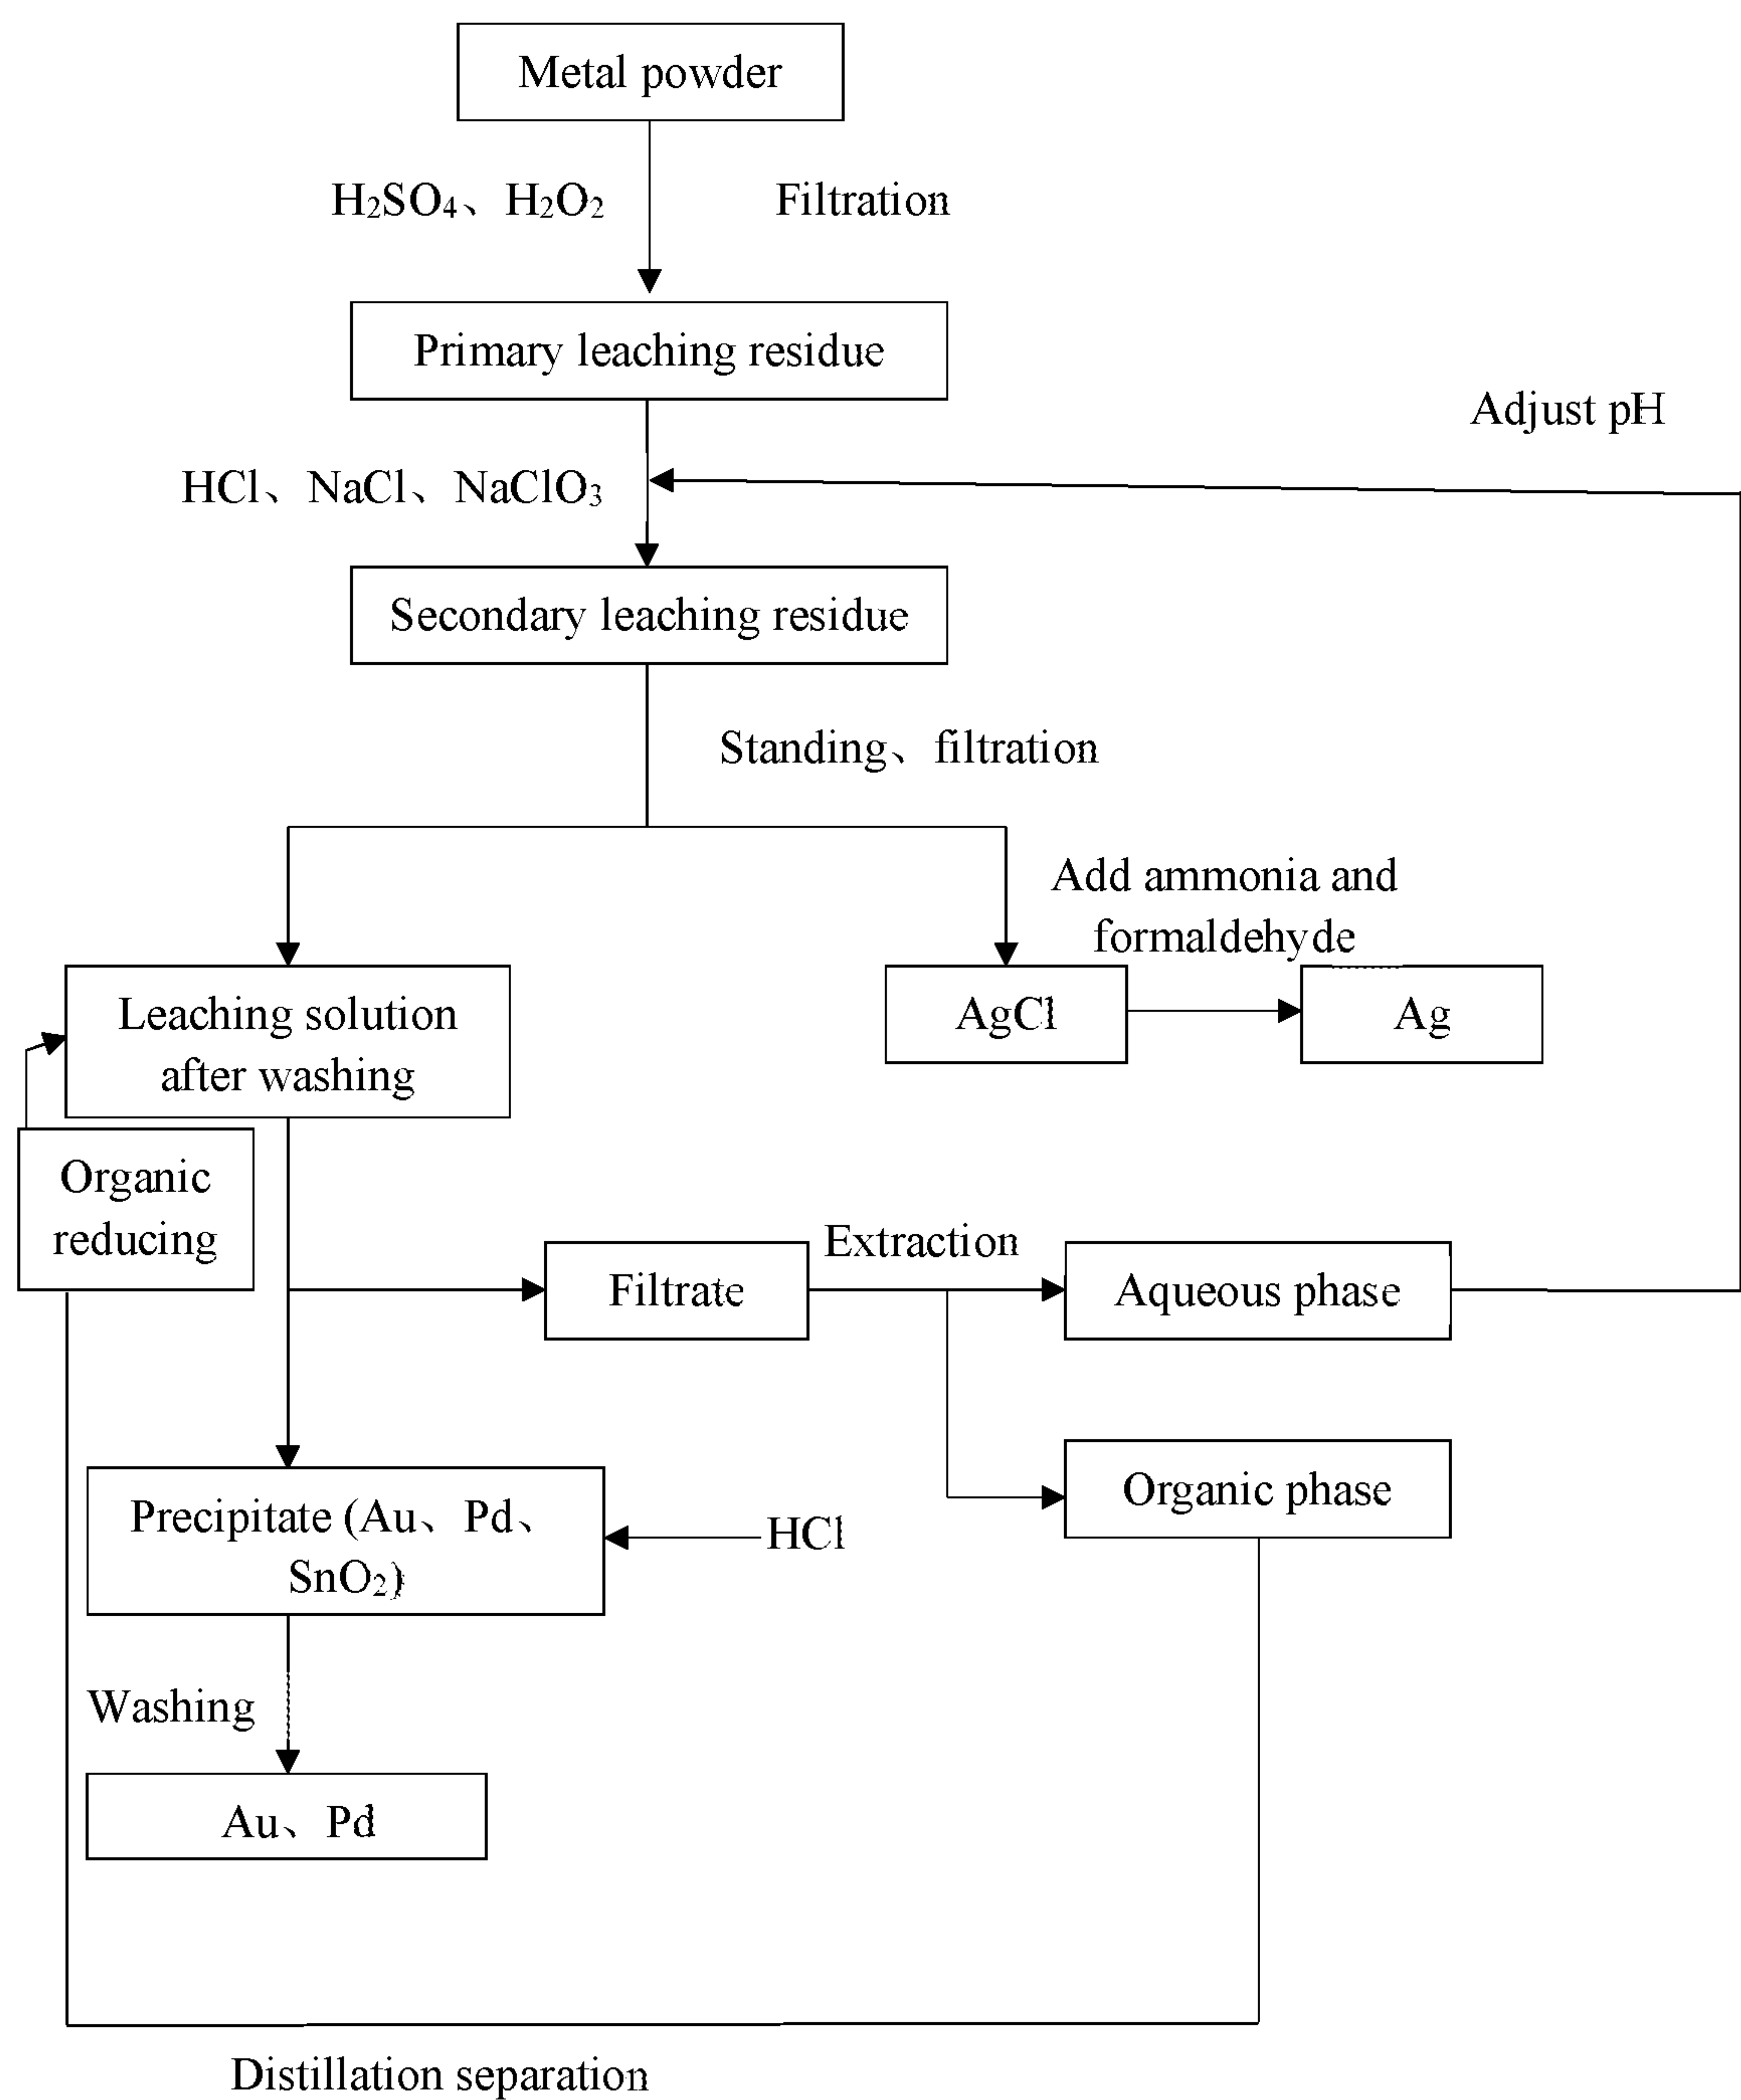 Metal powder
H₂SO₄、H₂O₂ Filtration
Primary leaching residue
Adjust pH
HCl、NaCl、NaClO₃
Secondary leaching residue
Standing、filtration
Add ammonia and
formaldehyde
Leaching solution
after washing
AgCl
Ag
Organic
reducing
Filtrate
Extraction
Aqueous phase
Organic phase
Precipitate (Au、Pd、
SnO₂)
HCl
Washing
Au、Pd
Distillation separation